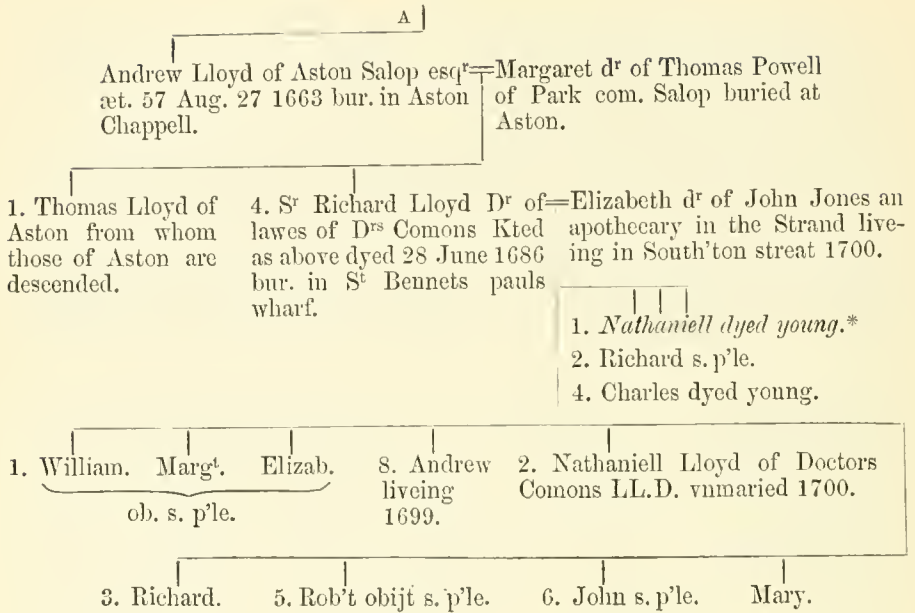 A
Andrew Lloyd of Aston Salop esqʳ=Margaret dʳ of Thomas Powell
æt. 57 Aug. 27 1663 bur. in Aston of Park com. Salop buried at
Chappell. Aston.
1. Thomas Lloyd of 4. Sʳ Richard Lloyd Dʳ of=Elizabeth dʳ of John Jones an
Aston from whom lawes of Dʳˢ Comons Kted apothecary in the Strand live-
those of Aston are as above dyed 28 June 1686 ing in South'ton streat 1700.
descended. bur. in Sᵗ Bennets pauls
wharf.
1. Nathaniell dyed young.*
2. Richard s. p'le.
4. Charles dyed young.
1. William. Margᵗ. Elizab. 8. Andrew 2. Nathaniell Lloyd of Doctors
liveing Comons LL.D. vnmaried 1700.
ob. s. p'le. 1699.
3. Richard. 5. Rob't obijt s. p'le. 6. John s. p'le. Mary.